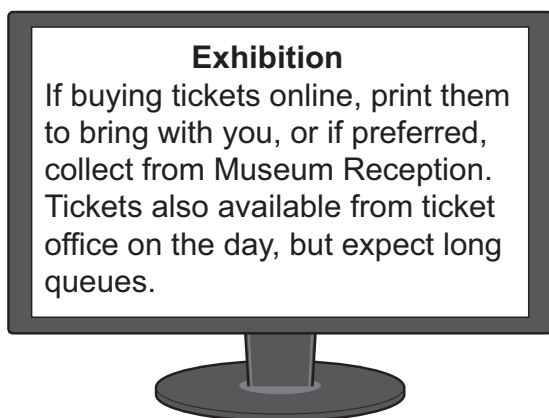 Exhibition
If buying tickets online, print them
to bring with you, or if preferred,
collect from Museum Reception.
Tickets also available from ticket
office on the day, but expect long
queues.